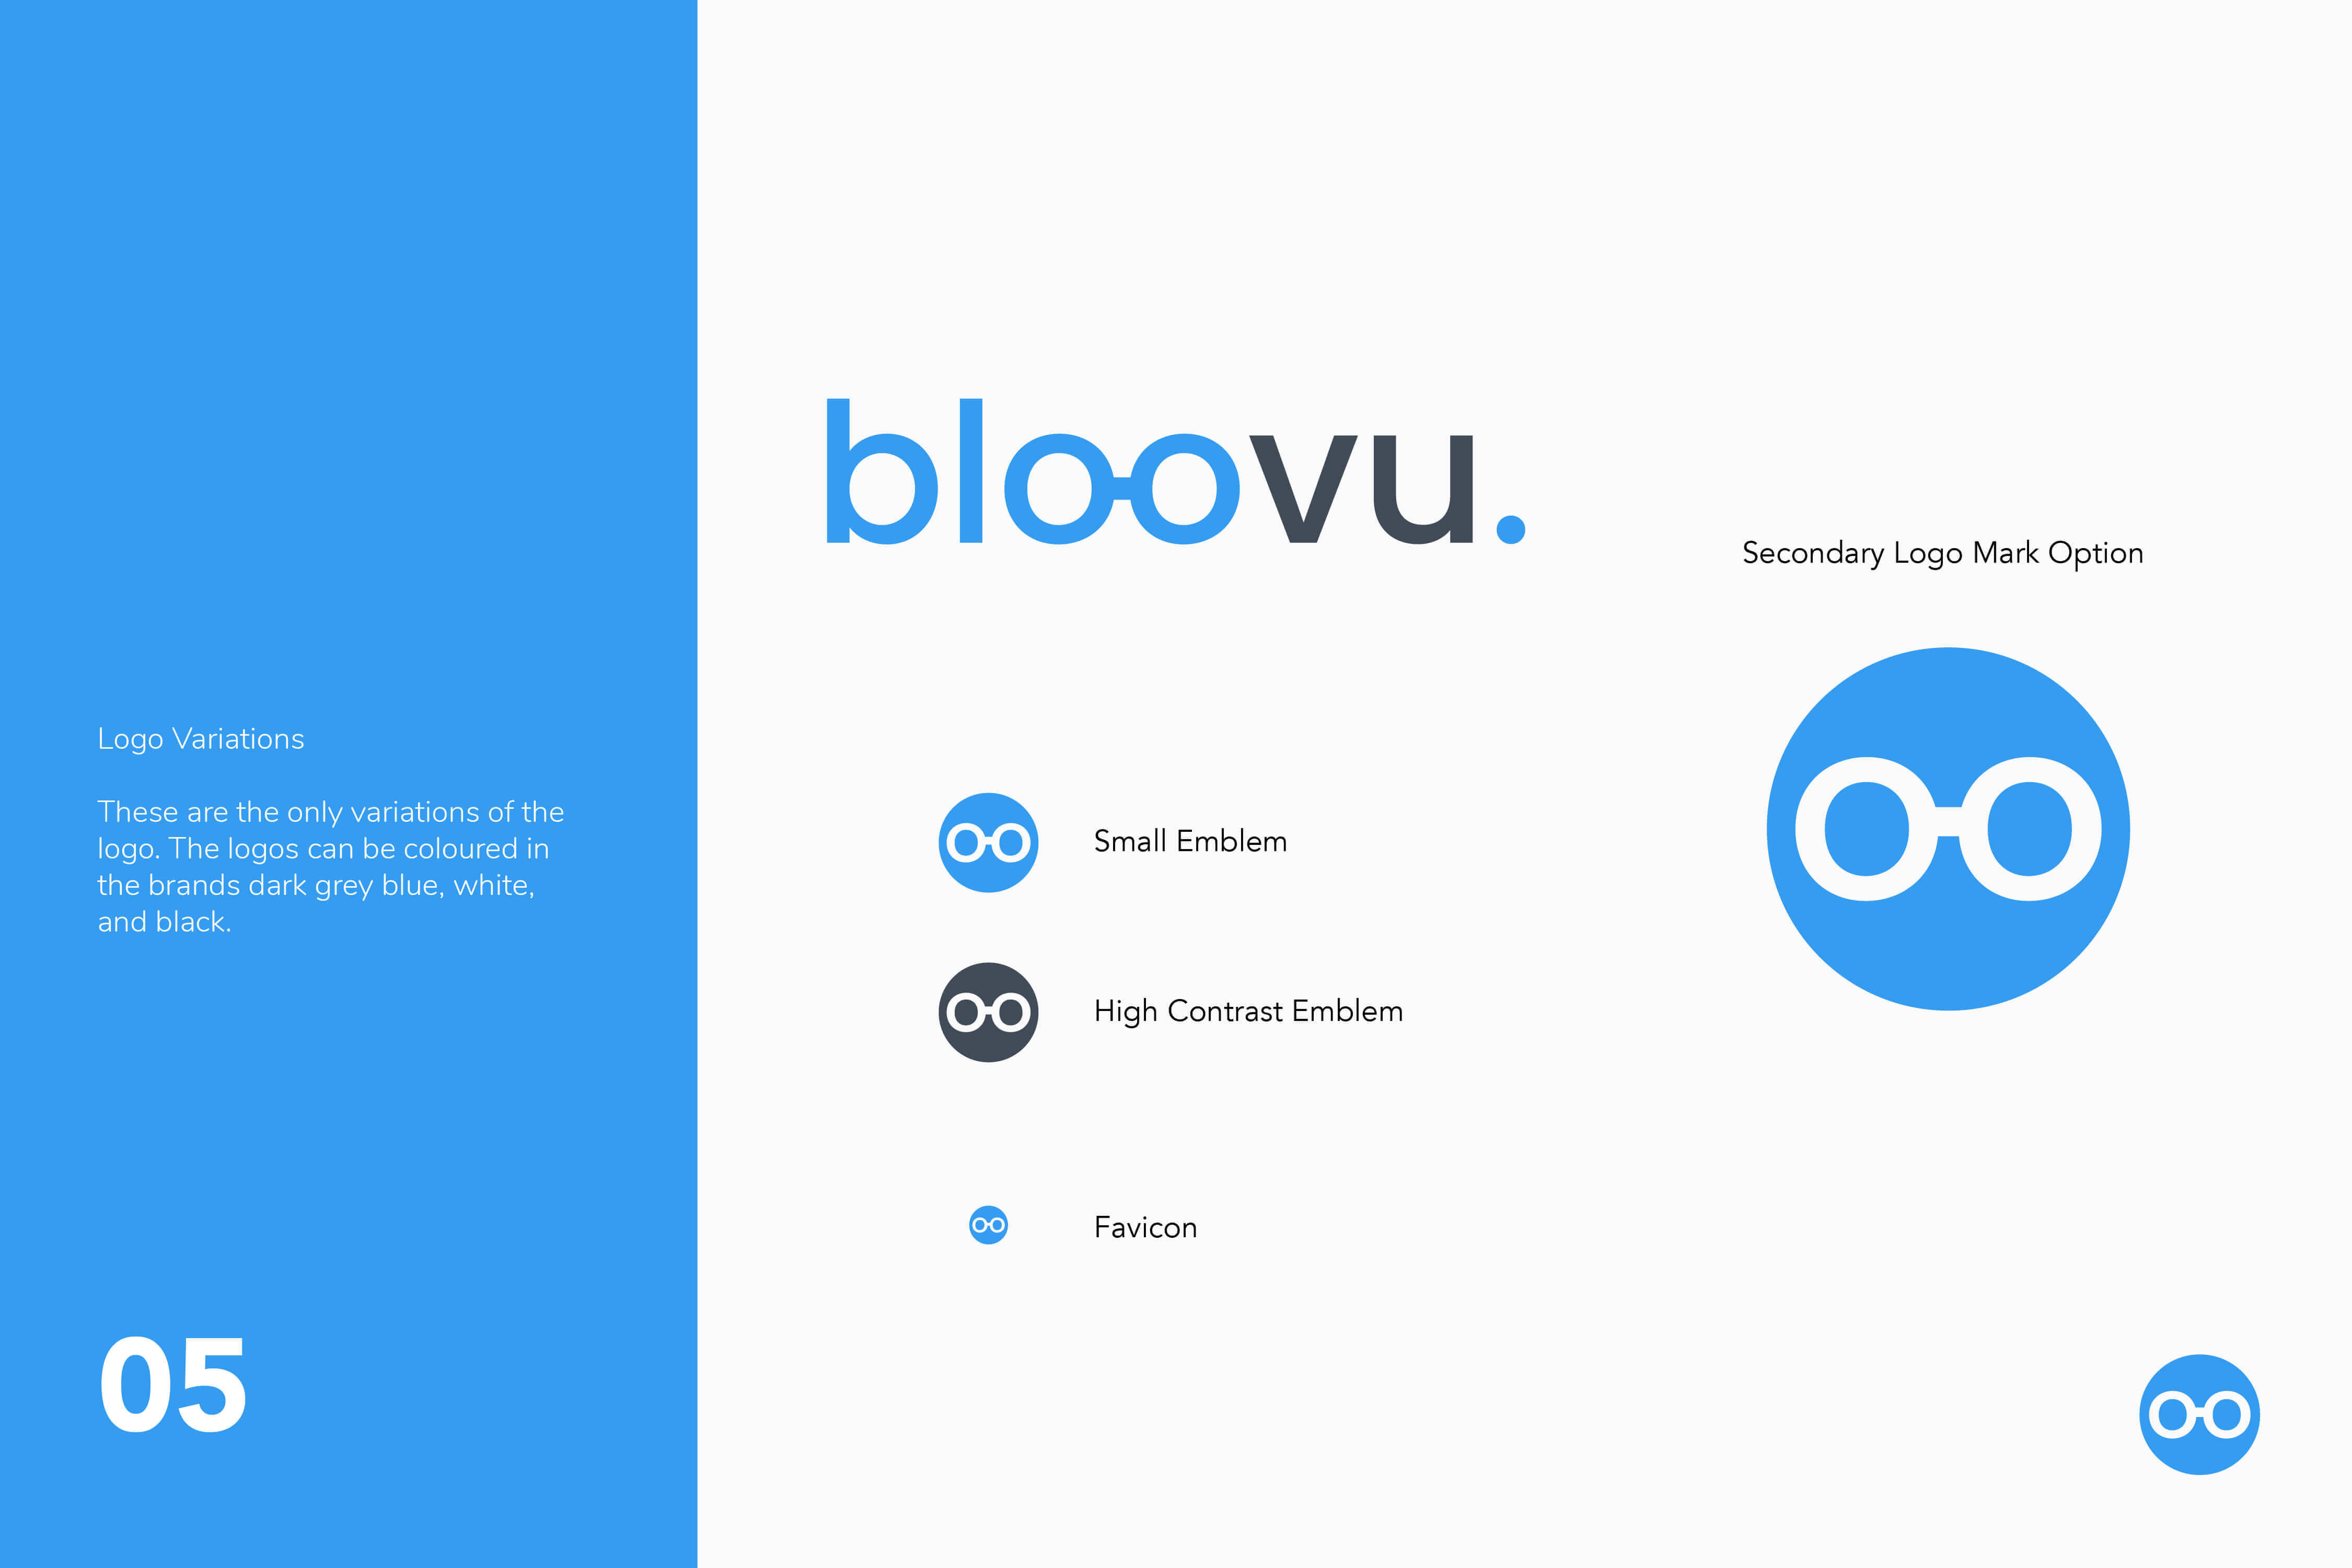 Logo Variations
These are the only variations of the
logo. The logos can be coloured in
the brands dark grey blue, white,
and black.
05
bloovu.
Small Emblem
High Contrast Emblem
Favicon
Secondary Logo Mark Option